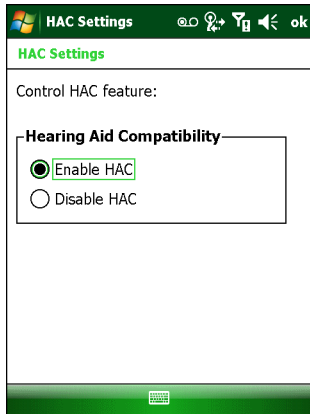 HAC Settings ok
HAC Settings
Control HAC feature:
Hearing Aid Compatibility
Enable HAC
Disable HAC